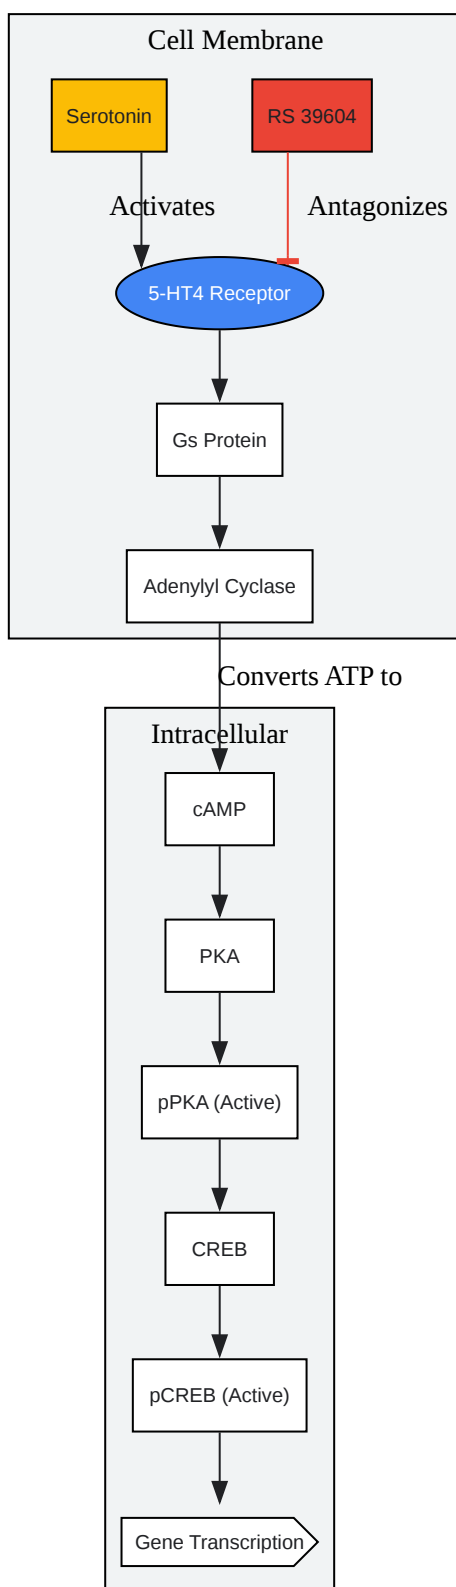 Cell Membrane
Serotonin
RS 39604
Activates
Antagonizes
5-HT4 Receptor
Gs Protein
Adenylyl Cyclase
Converts ATP to
Intracellular
cAMP
PKA
pPKA (Active)
CREB
pCREB (Active)
Gene Transcription